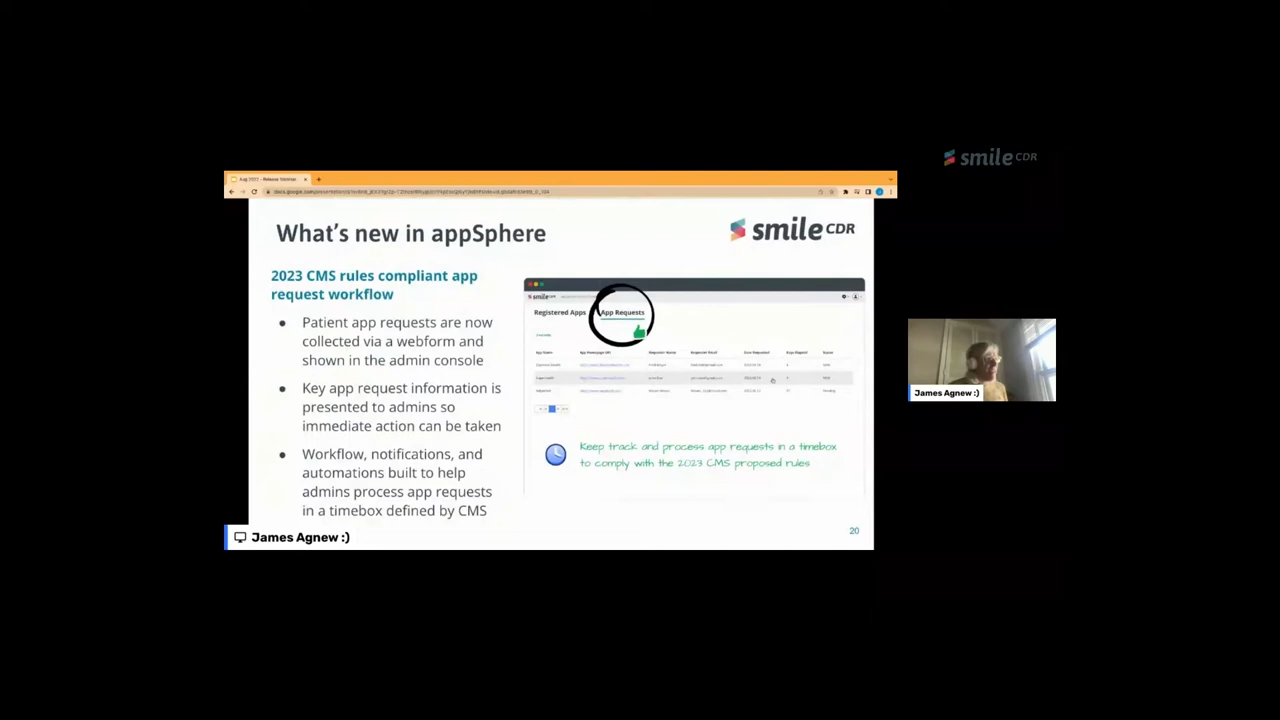 smile CDR
What's new in appSphere
smile CDR
2023 CMS rules compliant app
request workflow
• Patient app requests are now
collected via a webform and
shown in the admin console
• Key app request information is
presented to admins so
immediate action can be taken
• Workflow, notifications, and
automations built to help
admins process app requests
in a timebox defined by CMS
Registered Apps App Requests
Keep track and process app requests in a timebox
to comply with the 2023 CMS proposed rules
20
James Agnew :)
James Agnew :)